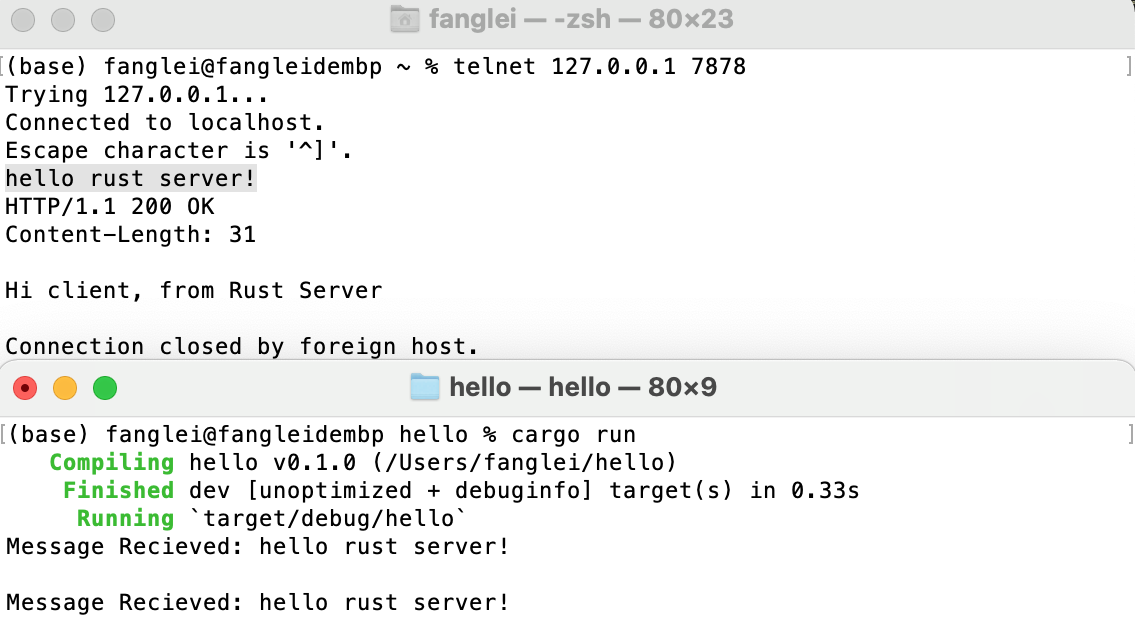 fanglei — -zsh — 80×23
(base) fanglei@fangleidembp ~ % telnet 127.0.0.1 7878
Trying 127.0.0.1...
Connected to localhost.
Escape character is '^]'.
hello rust server!
HTTP/1.1 200 OK
Content-Length: 31
Hi client, from Rust Server
Connection closed by foreign host.
hello — hello — 80×9
(base) fanglei@fangleidembp hello % cargo run
Compiling hello v0.1.0 (/Users/fanglei/hello)
Finished dev [unoptimized + debuginfo] target(s) in 0.33s
Running `target/debug/hello`
Message Recieved: hello rust server!
Message Recieved: hello rust server!